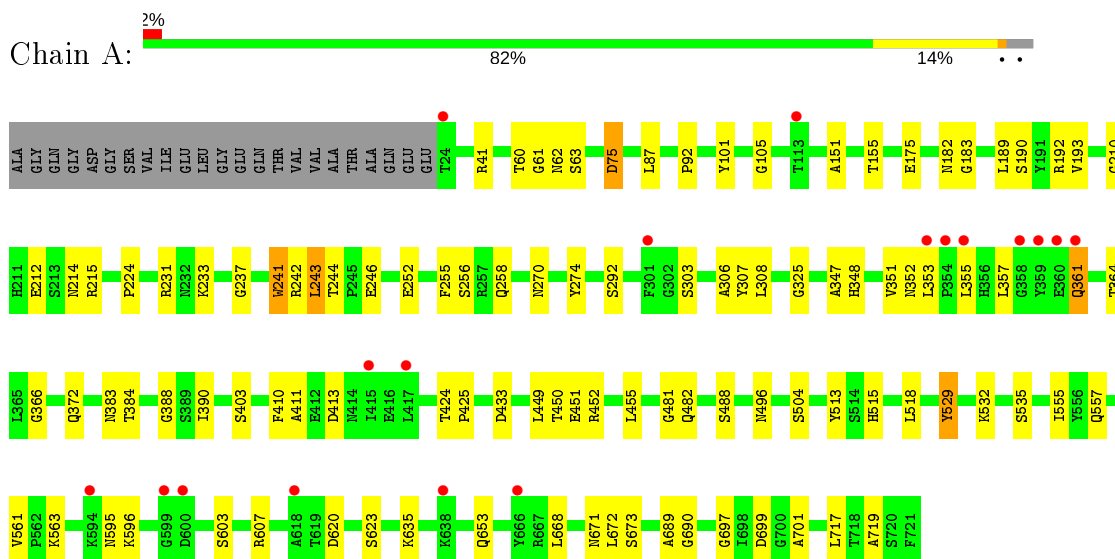 2%
Chain A:
82% 14% • •
ALA GLY GLN GLY ASP GLY SER VAL ILE GLU LEU GLY GLU GLN THR VAL VAL ALA THR ALA GLU GLU T24 R41 T60 G61 N62 S63 D75 L87 P92 Y101 G105 T113 A151 T155 E175 N182 G183 L189 S190 Y191 R192 V193 G210
H211 E212 S213 N214 R215 P224 R231 N232 K233 G237 W241 R242 L243 T244 P245 E246 E252 F255 S256 R257 Q258 N270 Y274 S292 F301 G302 S303 A306 Y307 L308 G325 A347 H348 V351 N352 L353 P354 L355 H356 L357 G358 Y359 E360 Q361 T364
L365 G366 Q372 N383 T384 G388 S389 I390 S403 F410 A411 E412 D413 N414 I415 E416 L417 T424 P425 D433 L449 T450 E451 R452 L455 G481 Q482 S488 N496 S504 Y513 S514 H515 L518 Y529 K532 S535 I555 Y556 Q557
V561 P562 K563 K594 N595 K596 G599 D600 S603 R607 A618 T619 D620 S623 K635 K638 Q653 Y666 R667 L668 N671 L672 S673 A689 G690 G697 I698 D699 G700 A701 L717 T718 A719 S720 F721